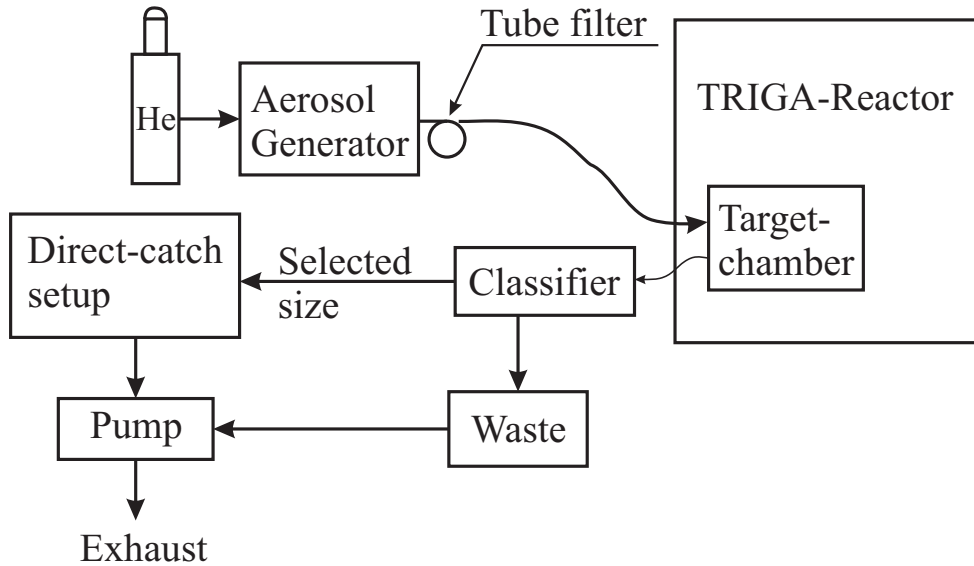 Tube filter
He
Aerosol
Generator
TRIGA-Reactor
Target-
chamber
Direct-catch
setup
Selected
size
Classifier
Pump
Waste
Exhaust